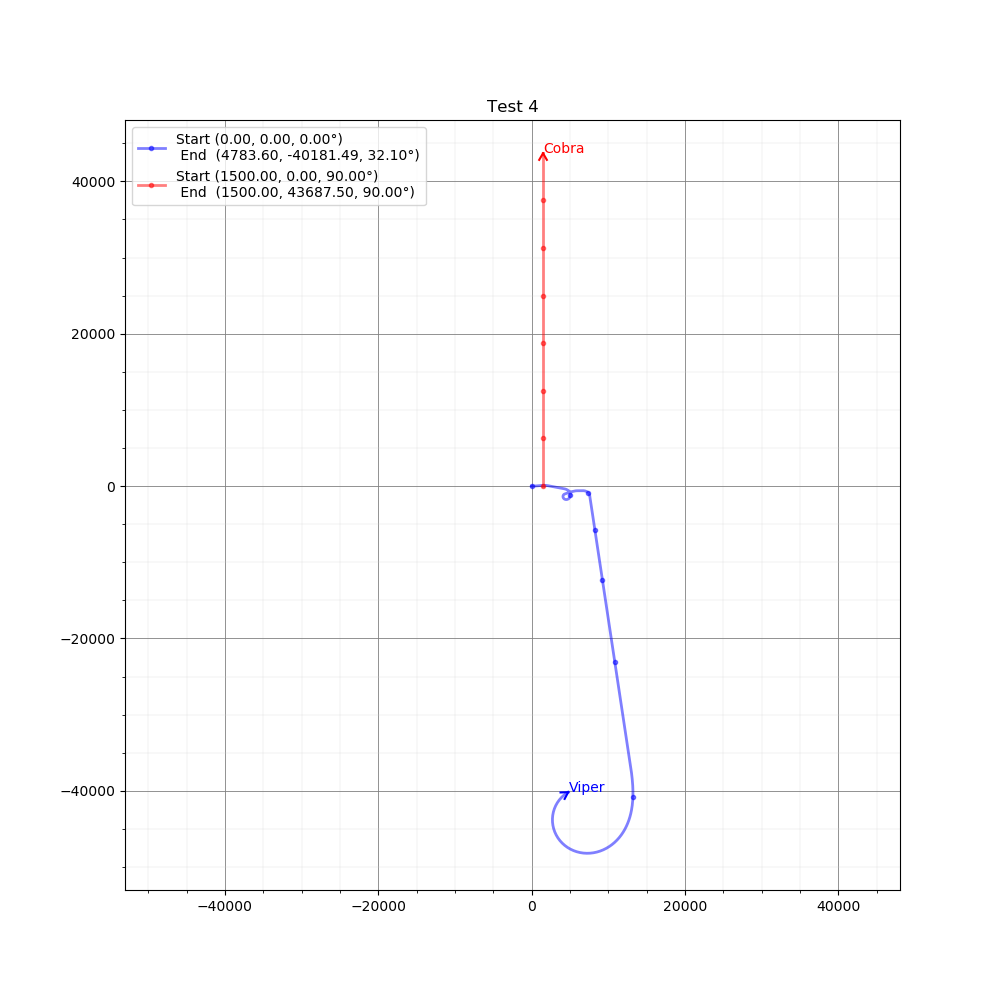 Test 4
Start (0.00, 0.00, 0.00°)
End  (4783.60, -40181.49, 32.10°)
Start (1500.00, 0.00, 90.00°)
End  (1500.00, 43687.50, 90.00°)
Cobra
40000
20000
0
−20000
−40000
Viper
−40000
−20000
0
20000
40000